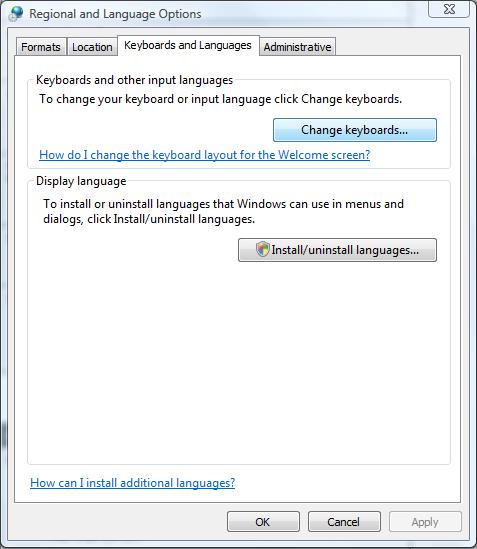 Regional and Language Options
Formats Location Keyboards and Languages Administrative
Keyboards and other input languages
To change your keyboard or input language click Change keyboards.
Change keyboards...
How do I change the keyboard layout for the Welcome screen?
Display language
To install or uninstall languages that Windows can use in menus and
dialogs, click Install/uninstall languages.
Install/uninstall languages...
How can I install additional languages?
OK Cancel Apply